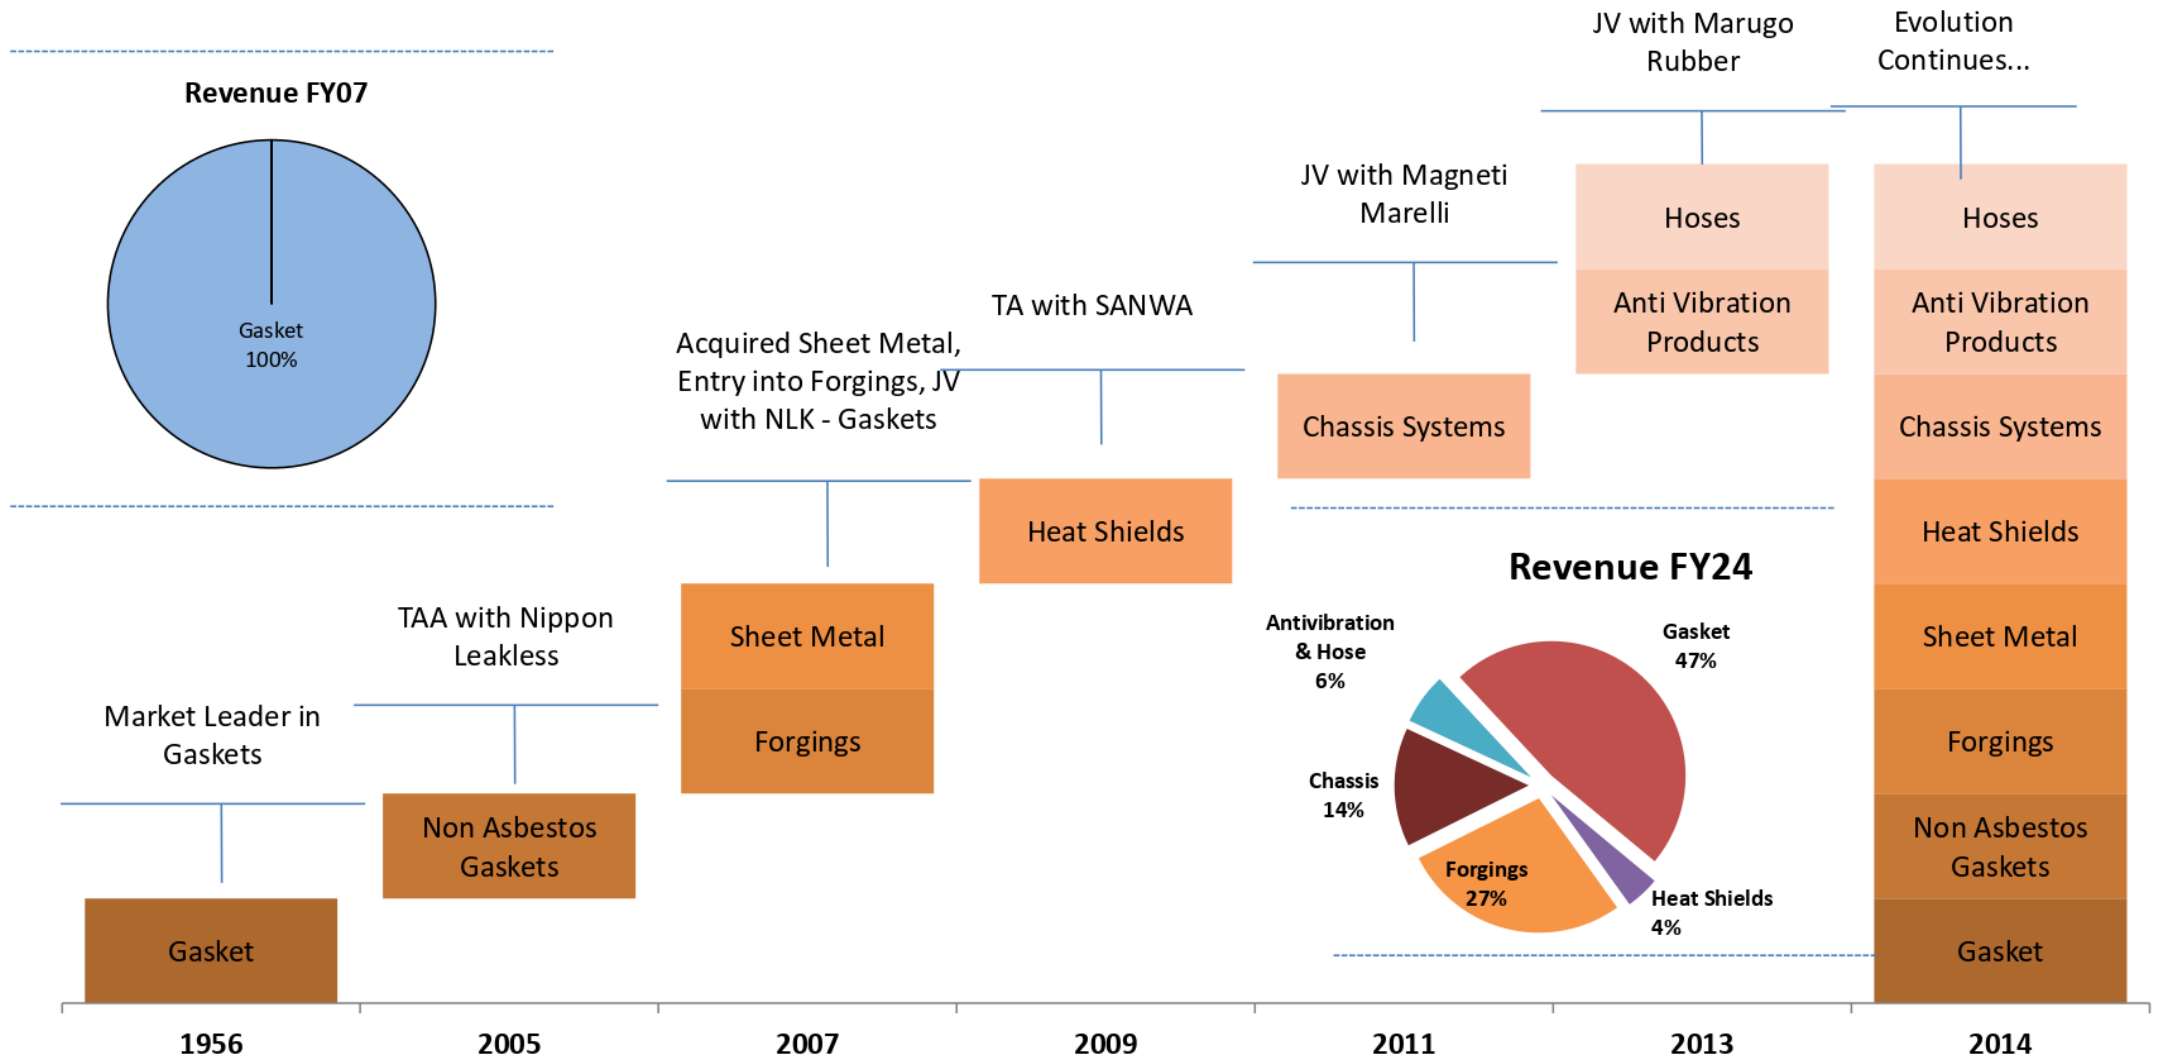 Revenue FY07
Gasket
100%
Market Leader in
Gaskets
Gasket
TAA with Nippon
Leakless
Non Asbestos
Gaskets
Acquired Sheet Metal,
Entry into Forgings, JV
with NLK - Gaskets
Sheet Metal
Forgings
TA with SANWA
Heat Shields
JV with Magneti
Marelli
Chassis Systems
JV with Marugo
Rubber
Hoses
Anti Vibration
Products
Evolution
Continues...
Hoses
Anti Vibration
Products
Chassis Systems
Heat Shields
Sheet Metal
Forgings
Non Asbestos
Gaskets
Gasket
Revenue FY24
Antivibration
& Hose
6%
Gasket
47%
Chassis
14%
Forgings
27%
Heat Shields
4%
1956
2005
2007
2009
2011
2013
2014